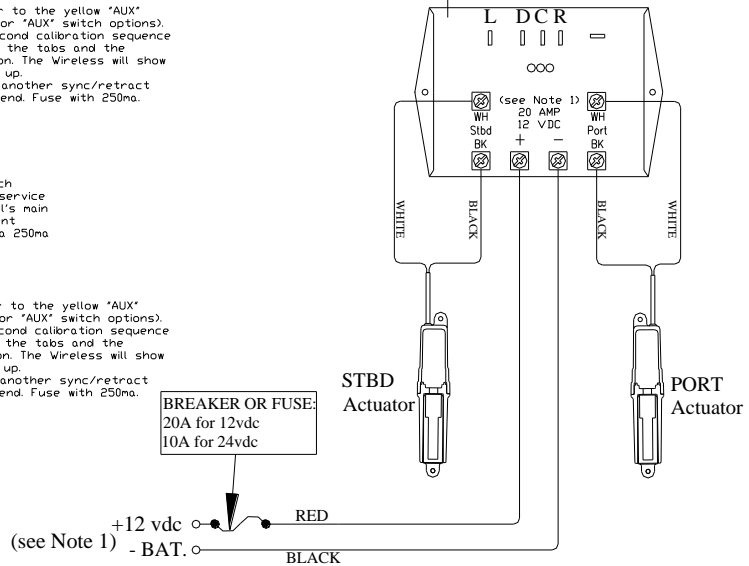 r to the yellow "AUX"
or "AUX" switch options).
cond calibration sequence
the tabs and the
on. The Wireless will show
up.
another sync/retract
end. Fuse with 250ma.
ch
service
l's main
nt
a 250ma
r to the yellow "AUX"
or "AUX" switch options).
cond calibration sequence
the tabs and the
on. The Wireless will show
up.
another sync/retract
end. Fuse with 250ma.
L D C R
(see Note 1)
20 AMP
12 VDC
+ -
WH
Stbd
BK
WH
Port
BK
WHITE
BLACK
BLACK
WHITE
STBD
Actuator
PORT
Actuator
BREAKER OR FUSE:
20A for 12vdc
10A for 24vdc
+12 vdc
RED
(see Note 1)
- BAT.
BLACK